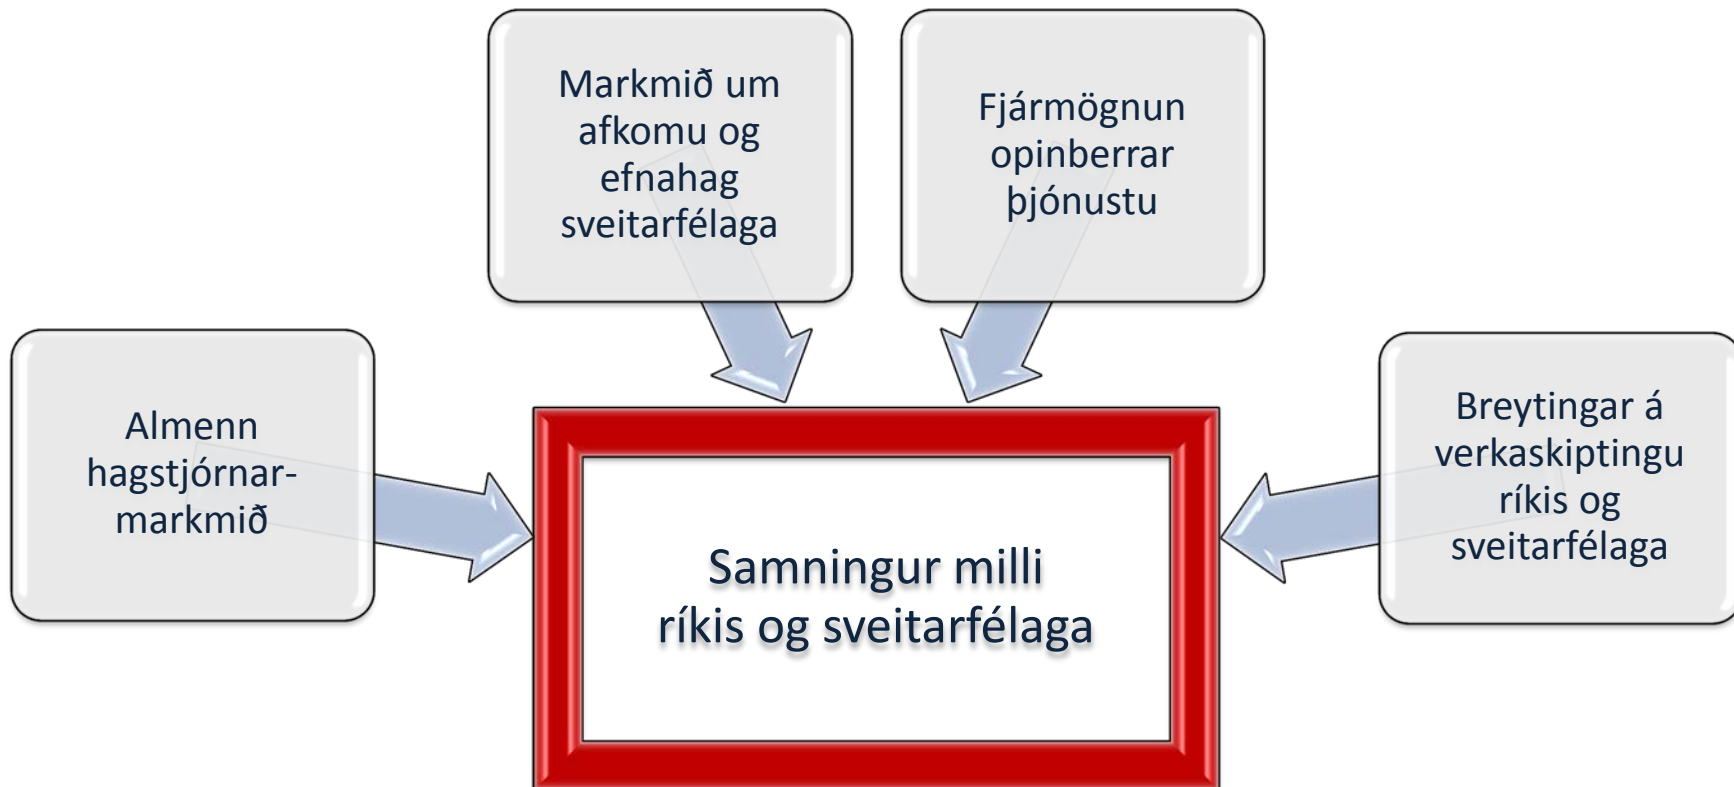 Markmið um
afkomu og
efnahag
sveitarfélaga
Fjármögnun
opinberrar
þjónustu
Almenn
hagstjórnar-
markmið
Breytingar á
verkaskiptingu
ríkis og
sveitarfélaga
Samningur milli
ríkis og sveitarfélaga